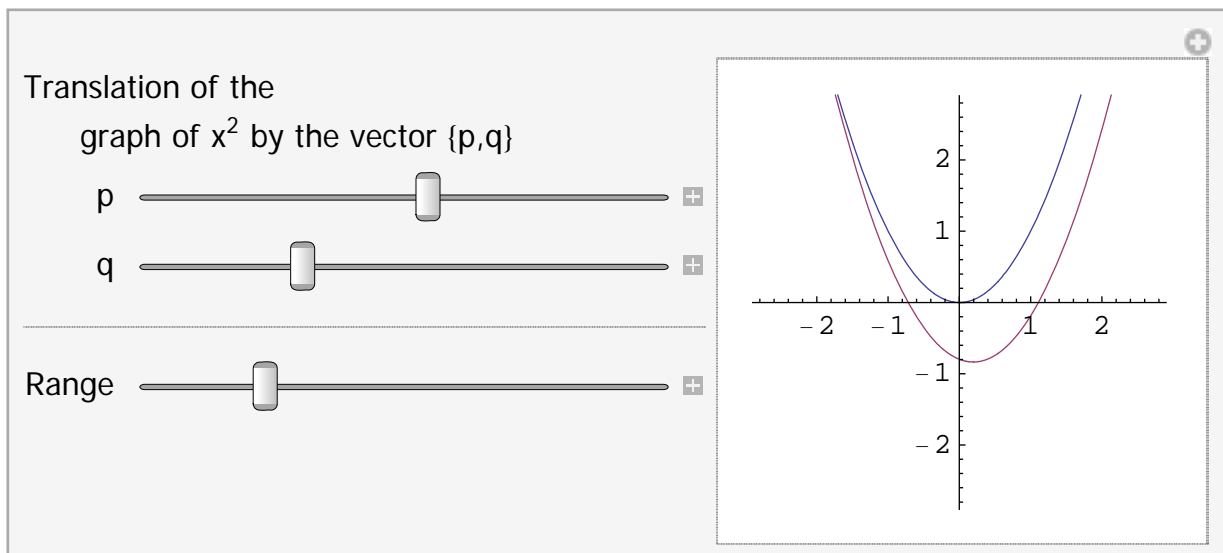 Translation of the
graph of x² by the vector {p,q}
p
q
Range
2
1
-2 -1 1 2
-1
-2